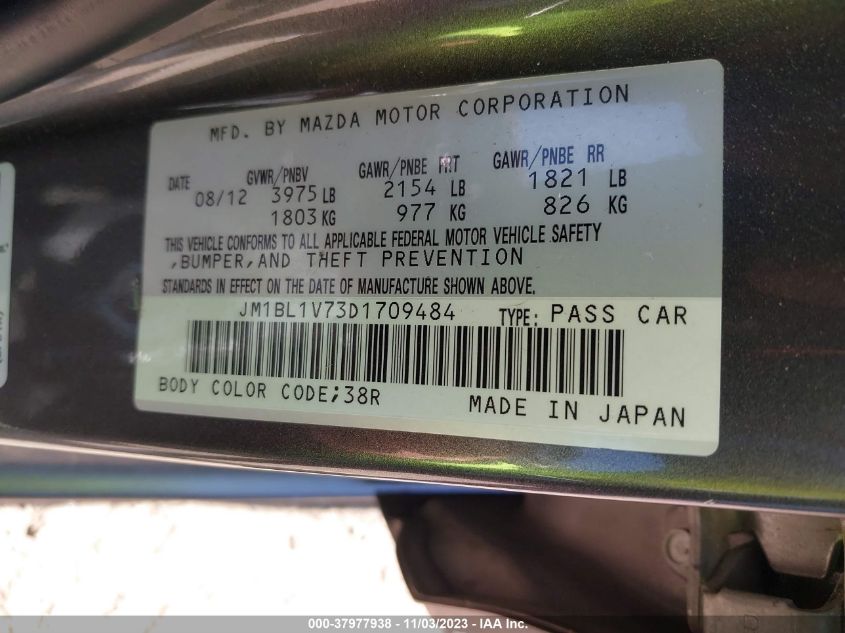 MFD. BY MAZDA MOTOR CORPORATION
DATE GVWR/PNBV GAWR/PNBE FRT GAWR/PNBE RR
08/12 3975 LB 2154 LB 1821 LB
1803 KG 977 KG 826 KG
THIS VEHICLE CONFORMS TO ALL APPLICABLE FEDERAL MOTOR VEHICLE SAFETY
,BUMPER,AND THEFT PREVENTION
STANDARDS IN EFFECT ON THE DATE OF MANUFACTURE SHOWN ABOVE.
JM1BL1V73D1709484 TYPE: PASS CAR
BODY COLOR CODE;38R
MADE IN JAPAN
000-37977938 - 11/03/2023 - IAA Inc.